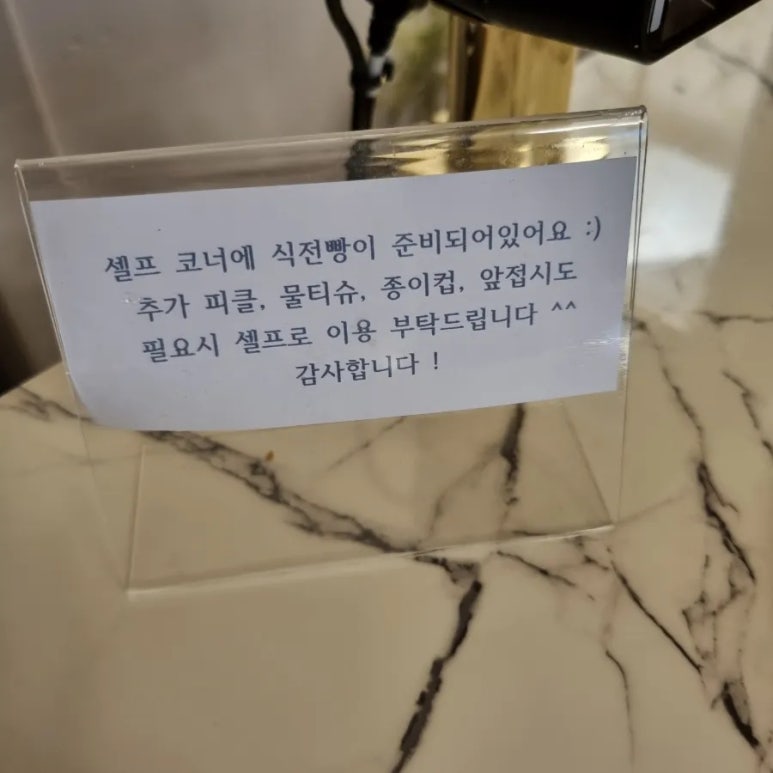 셀프 코너에 식전빵이 준비되어있어요 :)
추가 피클, 물티슈, 종이컵, 앞접시도
필요시 셀프로 이용 부탁드립니다 ^^
감사합니다 !